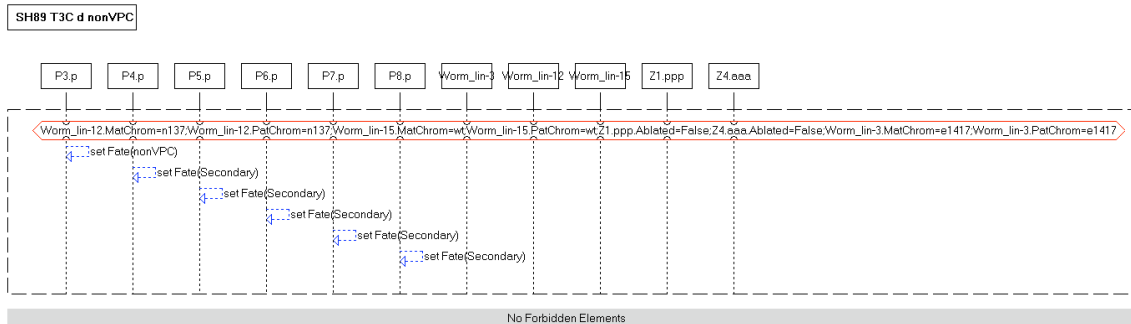 SH89 T3C d nonVPC
P3.p P4.p P5.p P6.p P7.p P8.p Worm_lin-3 Worm_lin-12 Worm_lin-15 Z1.ppp Z4.aaa
Worm_lin-12.MatChrom=n137;Worm_lin-12.PatChrom=n137;Worm_lin-15.MatChrom=wt;Worm_lin-15.PatChrom=wt;Z1.ppp.Ablated=False;Z4.aaa.Ablated=False;Worm_lin-3.MatChrom=e1417;Worm_lin-3.PatChrom=e1417
set Fate(nonVPC)
set Fate(Secondary)
set Fate(Secondary)
set Fate(Secondary)
set Fate(Secondary)
set Fate(Secondary)
No Forbidden Elements